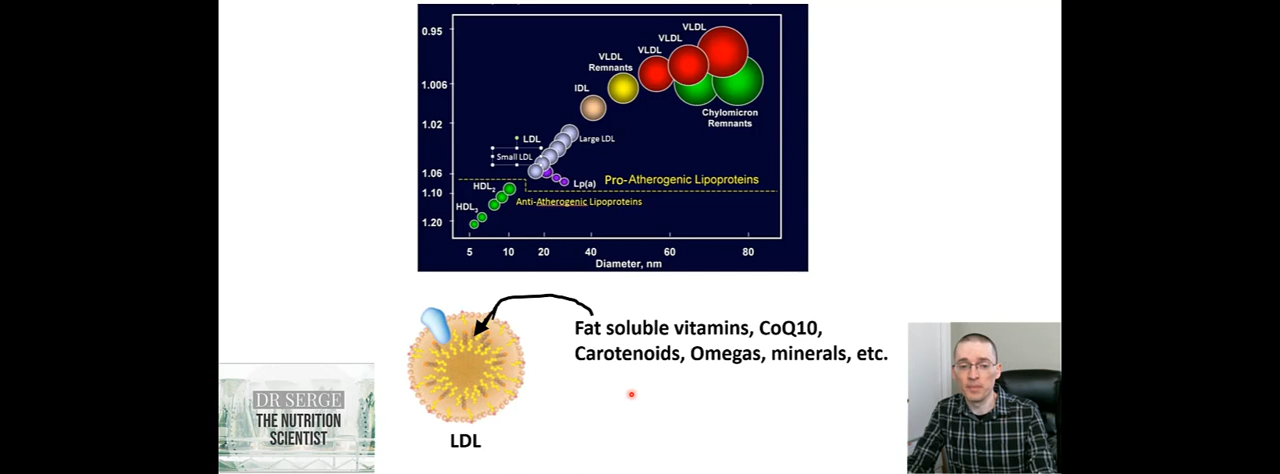 0.95
1.006
1.02
1.06
1.10
1.20
VLDL
VLDL
VLDL
VLDL
Remnants
IDL
Chylomicron
Remnants
LDL
Large LDL
Small LDL
Lp(a)
Pro-Atherogenic Lipoproteins
HDL2
Anti-Atherogenic Lipoproteins
HDL3
5 10 20 40 60 80
Diameter, nm
Fat soluble vitamins, CoQ10,
Carotenoids, Omegas, minerals, etc.
LDL
DR SERGE
THE NUTRITION
SCIENTIST